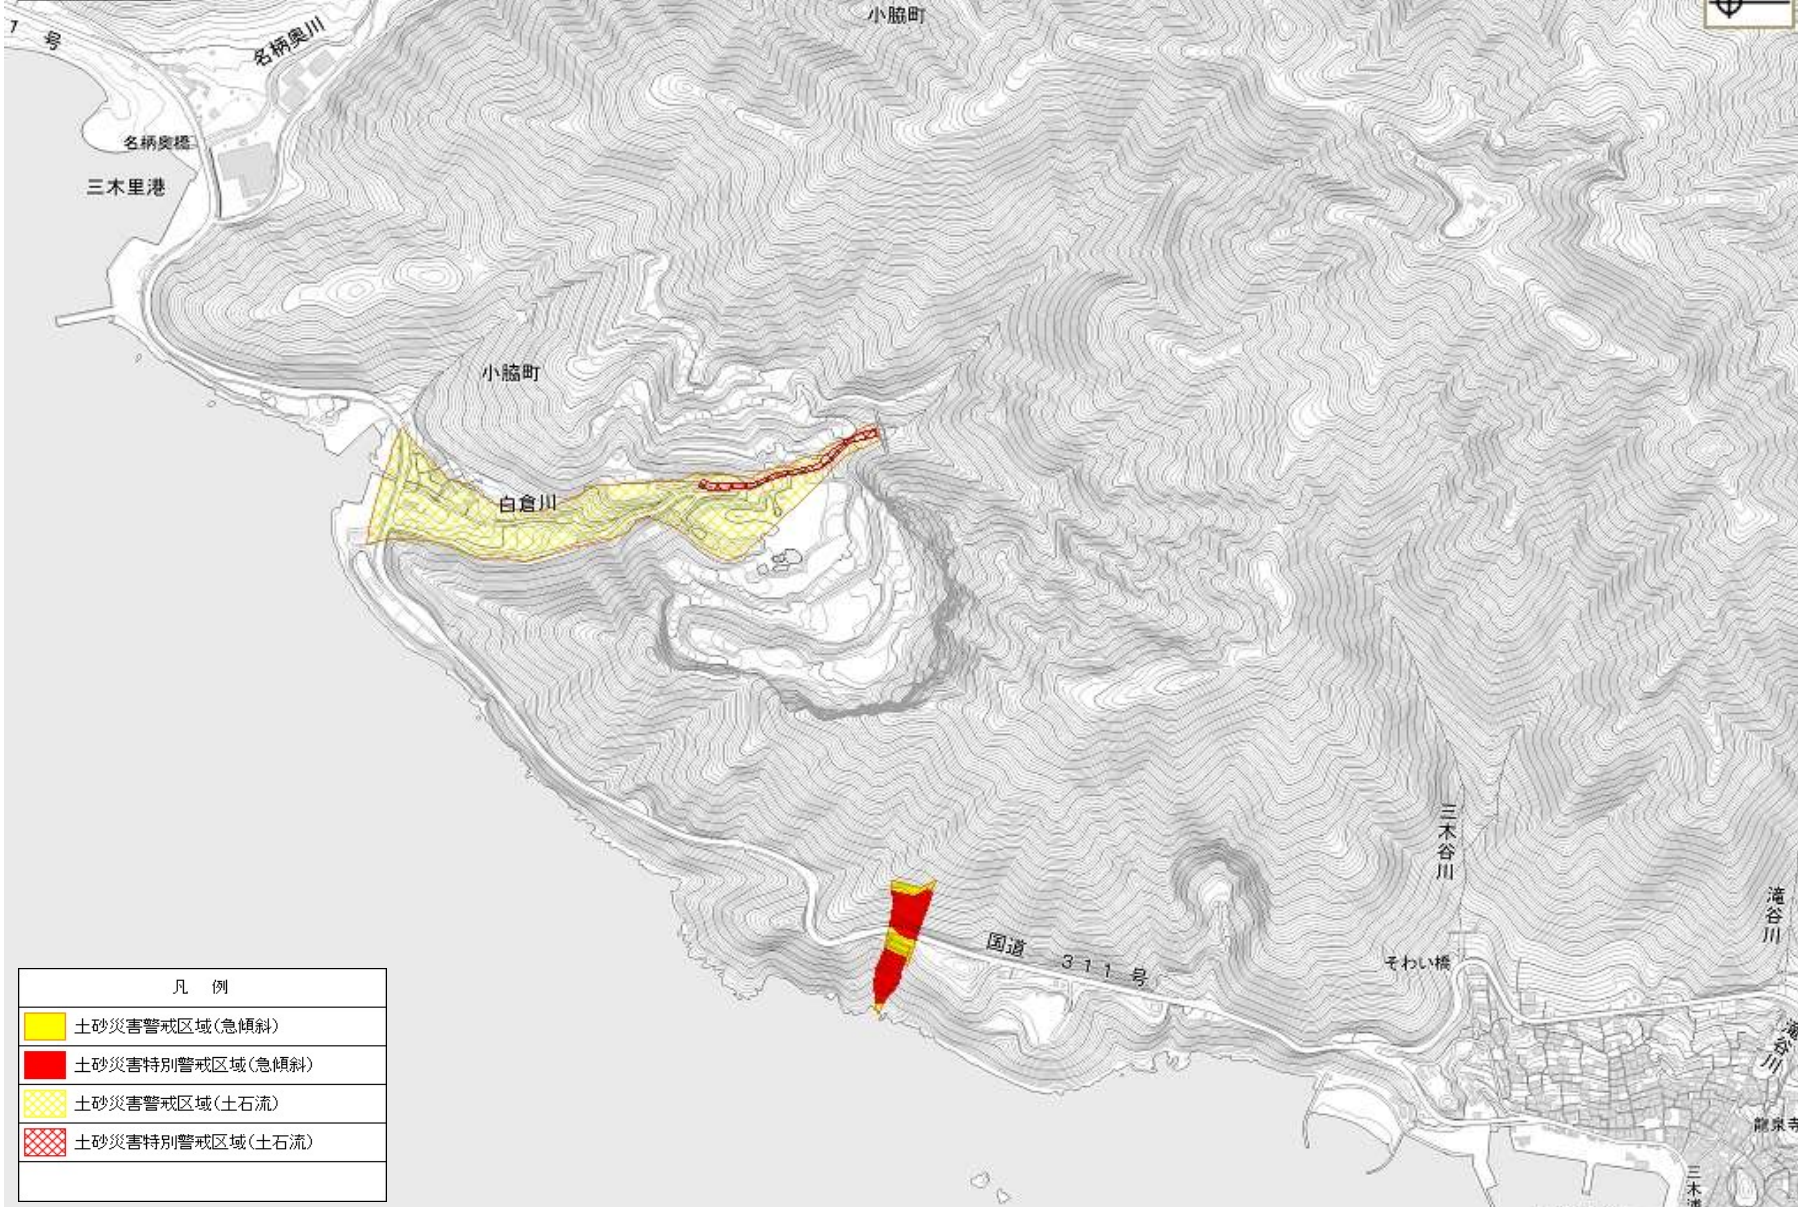 小脇町
1 号
名柄奥川
名柄奥橋
三木里港
小脇町
白倉川
三木谷川
滝谷川
国道 311 号
そわい橋
滝谷川
龍泉寺
三木浦
凡 例
土砂災害警戒区域(急傾斜)
土砂災害特別警戒区域(急傾斜)
土砂災害警戒区域(土石流)
土砂災害特別警戒区域(土石流)